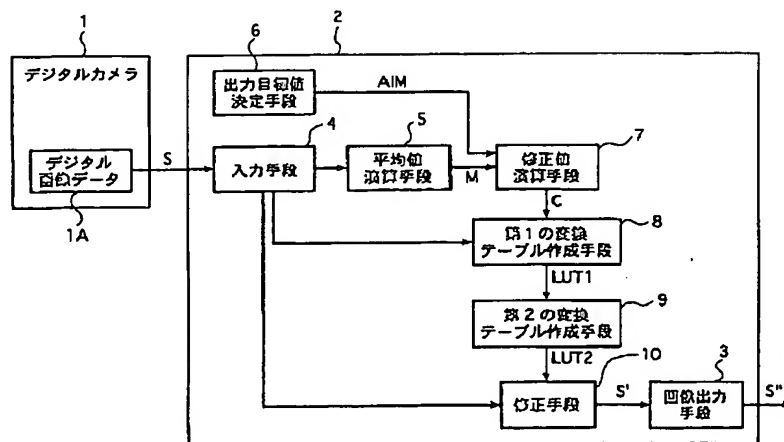 1
デジタルカメラ
デジタル
画像データ
1A
S
2
6
出力目標値
決定手段
AIM
4
入力手段
5
平均値
演算手段
M
7
修正値
演算手段
C
8
第1の変換
テーブル作成手段
LUT1
9
第2の変換
テーブル作成手段
LUT2
10
修正手段
S'
3
画像出力
手段
S"